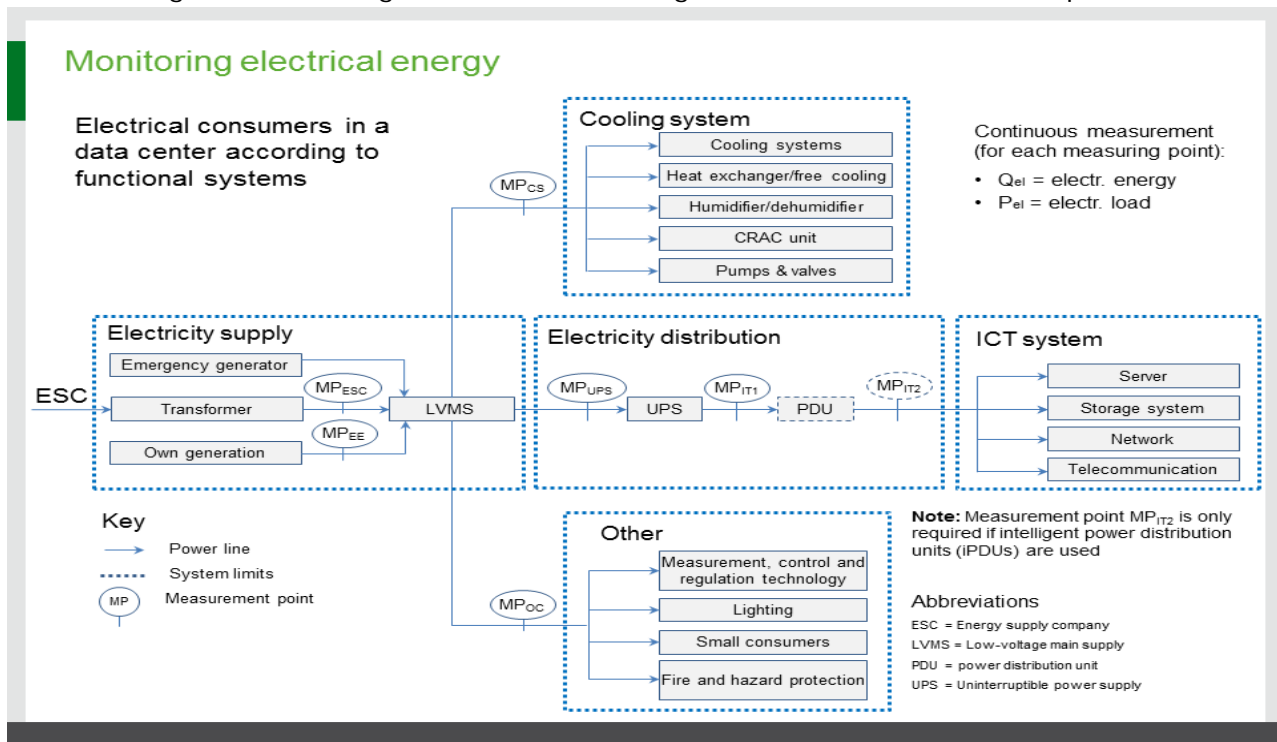 Monitoring electrical energy
Electrical consumers in a
data center according to
functional systems
Cooling system
Cooling systems
Heat exchanger/free cooling
Humidifier/dehumidifier
CRAC unit
Pumps & valves
MPCS
Continuous measurement
(for each measuring point):
• Qel = electr. energy
• Pel = electr. load
Electricity supply
Emergency generator
ESC
Transformer
MPESC
LVMS
MPEE
Own generation
Electricity distribution
MPUPS
UPS
MPIT1
PDU
MPIT2
ICT system
Server
Storage system
Network
Telecommunication
Key
Power line
System limits
MP
Measurement point
Other
MPOC
Measurement, control and
regulation technology
Lighting
Small consumers
Fire and hazard protection
Note: Measurement point MPIT2 is only
required if intelligent power distribution
units (iPDUs) are used
Abbreviations
ESC = Energy supply company
LVMS = Low-voltage main supply
PDU = power distribution unit
UPS = Uninterruptible power supply